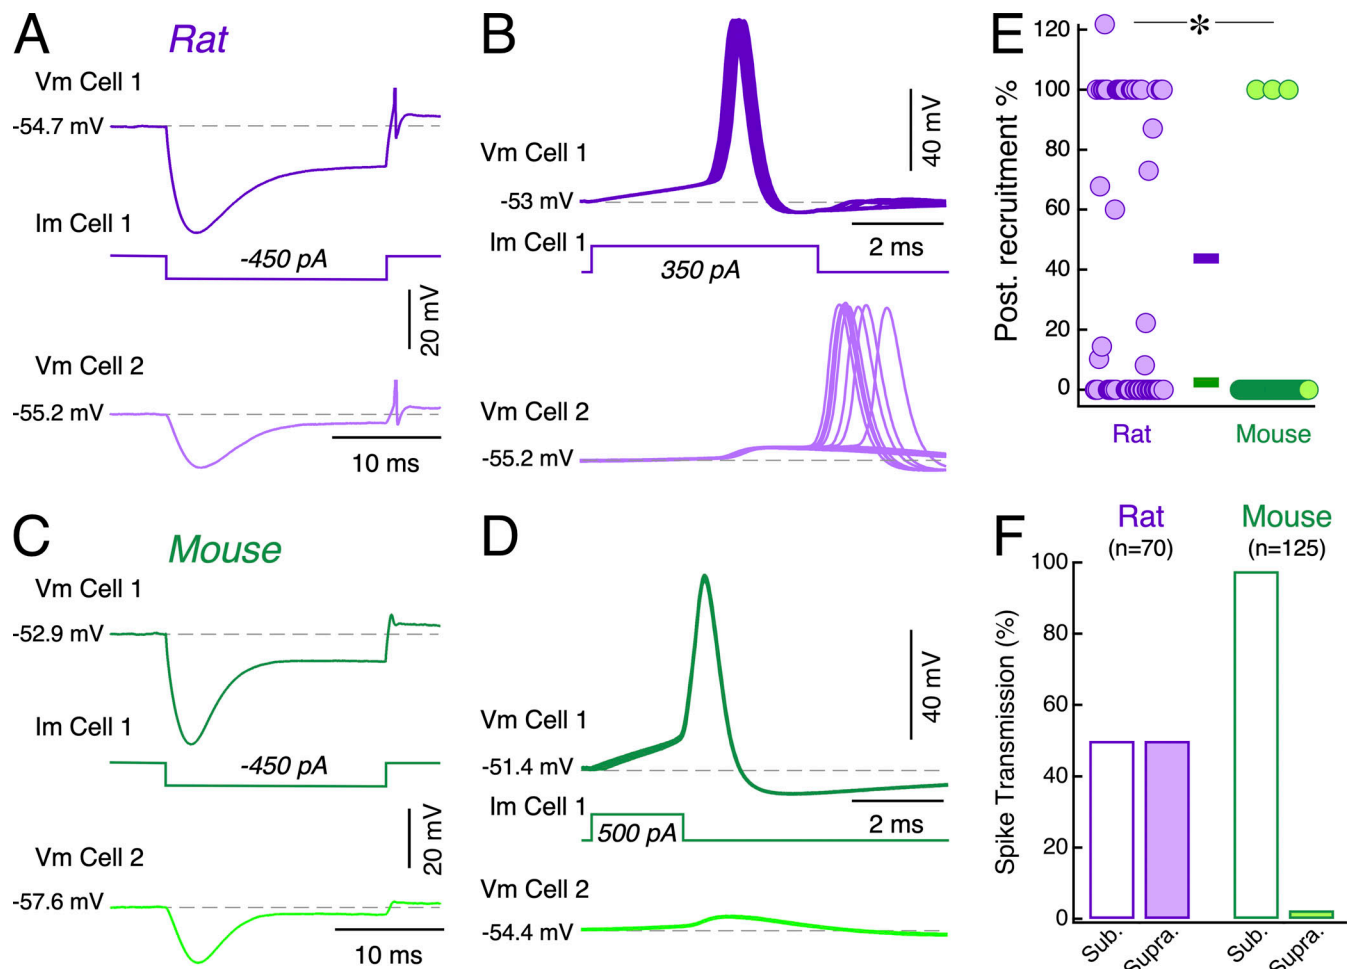 A
Rat
Vm Cell 1
-54.7 mV
Im Cell 1
-450 pA
20 mV
Vm Cell 2
-55.2 mV
10 ms
B
40 mV
Vm Cell 1
-53 mV
Im Cell 1
2 ms
350 pA
Vm Cell 2
-55.2 mV
C
Mouse
Vm Cell 1
-52.9 mV
Im Cell 1
-450 pA
20 mV
Vm Cell 2
-57.6 mV
10 ms
D
40 mV
Vm Cell 1
-51.4 mV
Im Cell 1
2 ms
500 pA
Vm Cell 2
-54.4 mV
E
*
Post. recruitment %
120
100
80
60
40
20
0
Rat
Mouse
F
Rat
Mouse
(n=70)
(n=125)
Spike Transmission (%)
100
80
60
40
20
0
Sub.
Supra.
Sub.
Supra.